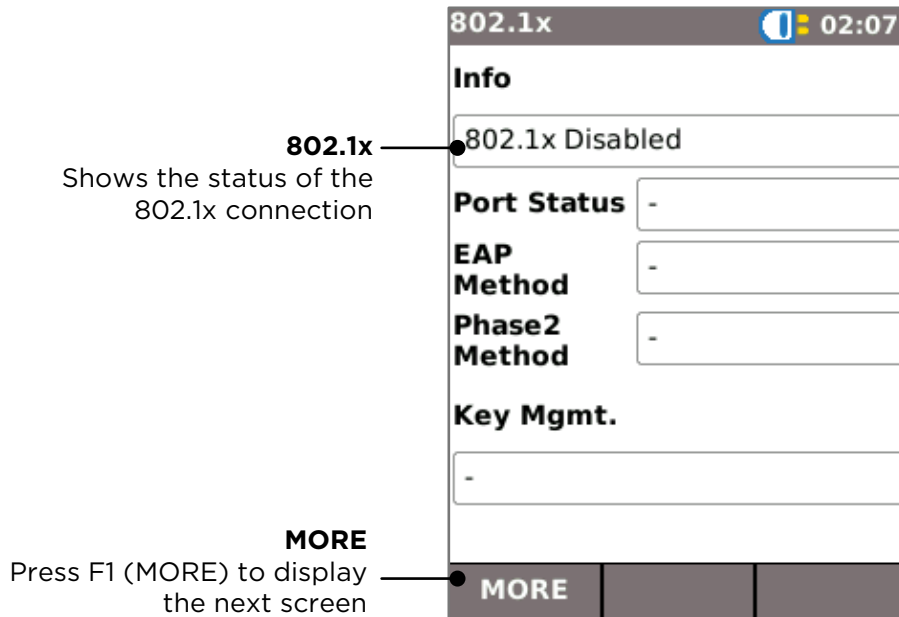 802.1x 02:07
Info
802.1x Disabled
802.1x
Shows the status of the
802.1x connection
Port Status -
EAP
Method
-
Phase2
Method
-
Key Mgmt.
-
MORE
Press F1 (MORE) to display
the next screen
MORE